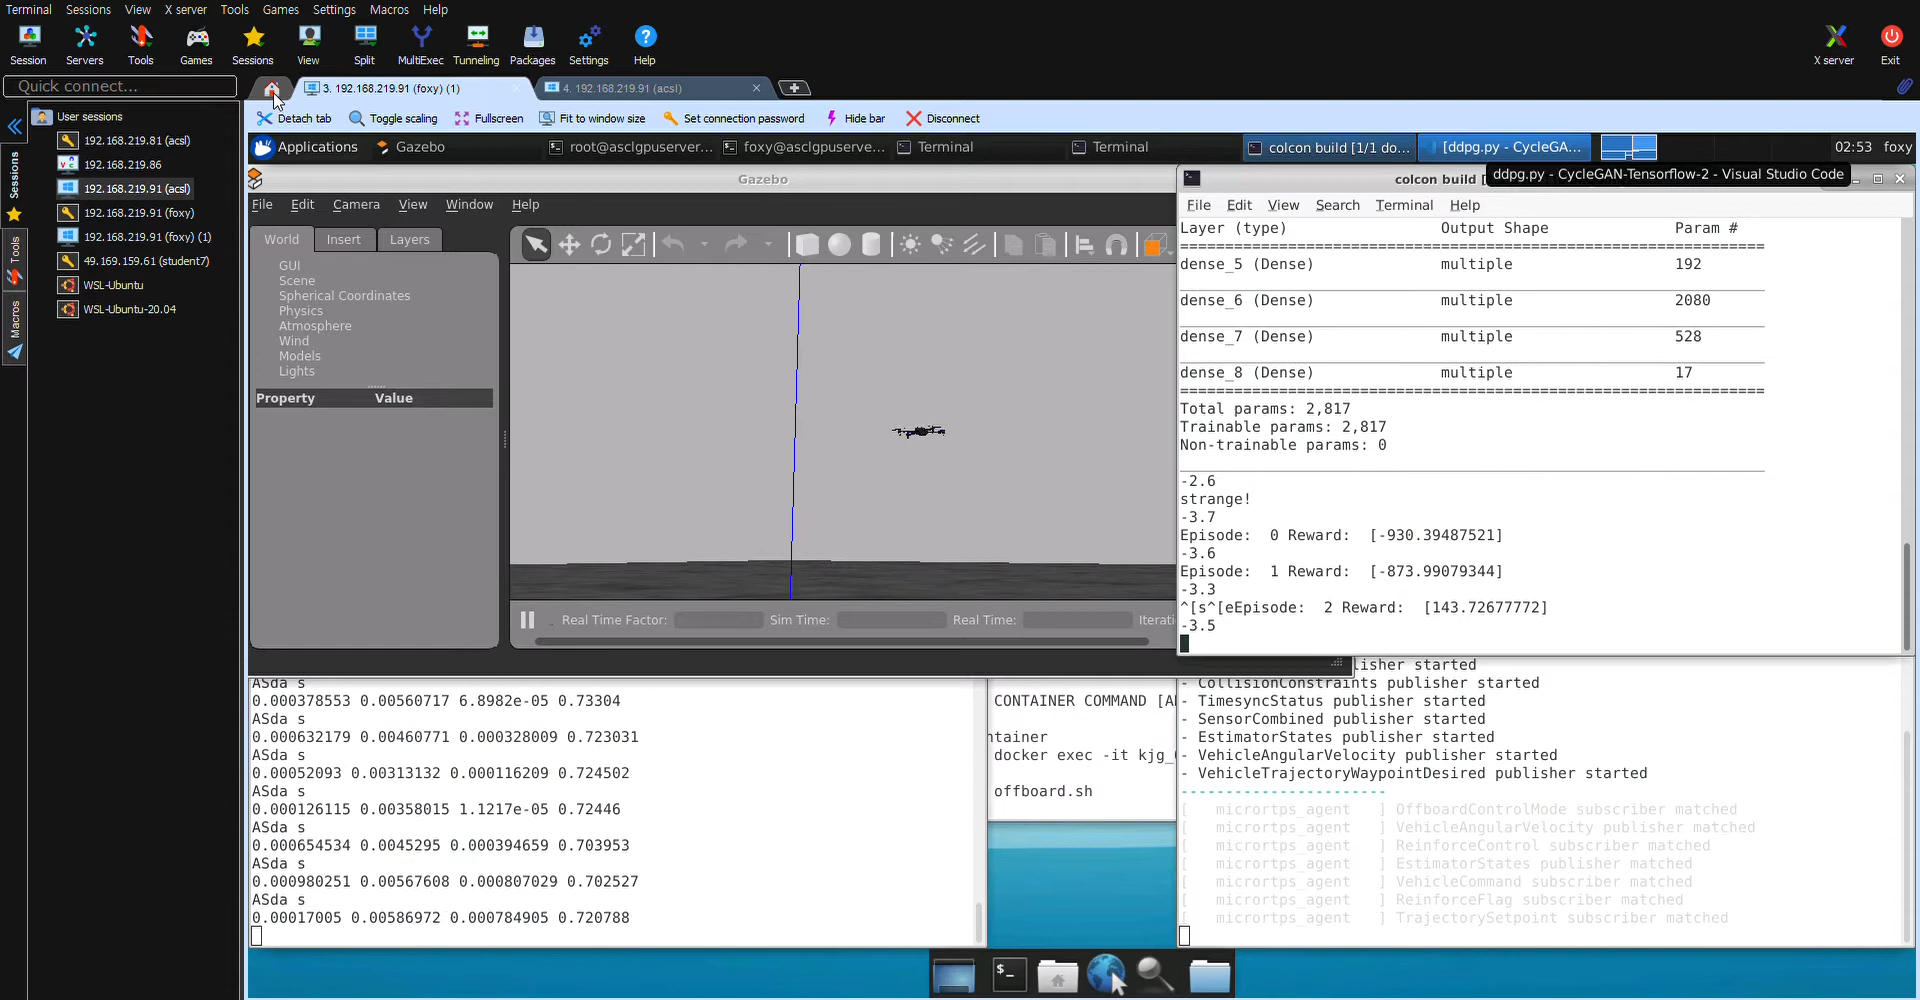 Terminal Sessions View X server Tools Games Settings Macros Help
Session Servers Tools Games Sessions View Split MultiExec Tunneling Packages Settings Help X server Exit
Quick connect...
3. 192.168.219.91 (foxy) (1)
4. 192.168.219.91 (acsl)
Detach tab Toggle scaling Fullscreen Fit to window size Set connection password Hide bar Disconnect
Sessions
Tools
Macros
User sessions
192.168.219.81 (acsl)
192.168.219.86
192.168.219.91 (acsl)
192.168.219.91 (foxy)
192.168.219.91 (foxy) (1)
49.169.159.61 (student7)
WSL-Ubuntu
WSL-Ubuntu-20.04
Applications Gazebo root@asclgpuserver... foxy@asclgpuserve... Terminal Terminal colcon build [1/1 do... [ddpg.py - CycleGA... 02:53 foxy
ddpg.py - CycleGAN-Tensorflow-2 - Visual Studio Code
Gazebo
File Edit Camera View Window Help
World Insert Layers
GUI
Scene
Spherical Coordinates
Physics
Atmosphere
Wind
Models
Lights
Property Value
Real Time Factor: Sim Time: Real Time: Iterati
colcon build [
File Edit View Search Terminal Help
Layer (type) Output Shape Param #
=================================================================
dense_5 (Dense) multiple 192
dense_6 (Dense) multiple 2080
dense_7 (Dense) multiple 528
dense_8 (Dense) multiple 17
=================================================================
Total params: 2,817
Trainable params: 2,817
Non-trainable params: 0
-2.6
strange!
-3.7
Episode:  0 Reward:  [-930.39487521]
-3.6
Episode:  1 Reward:  [-873.99079344]
-3.3
^[s^[eEpisode:  2 Reward:  [143.72677772]
-3.5
ASda s
0.000378553 0.00560717 6.8982e-05 0.73304
ASda s
0.000632179 0.00460771 0.000328009 0.723031
ASda s
0.00052093 0.00313132 0.000116209 0.724502
ASda s
0.000126115 0.00358015 1.1217e-05 0.72446
ASda s
0.000654534 0.0045295 0.000394659 0.703953
ASda s
0.000980251 0.00567608 0.000807029 0.702527
ASda s
0.00017005 0.00586972 0.000784905 0.720788
CONTAINER COMMAND [A
ntainer
docker exec -it kjg_
offboard.sh
lisher started
- CollisionConstraints publisher started
- TimesyncStatus publisher started
- SensorCombined publisher started
- EstimatorStates publisher started
- VehicleAngularVelocity publisher started
- VehicleTrajectoryWaypointDesired publisher started
-----------------------
[   micrortps_agent   ] OffboardControlMode subscriber matched
[   micrortps_agent   ] VehicleAngularVelocity publisher matched
[   micrortps_agent   ] ReinforceControl subscriber matched
[   micrortps_agent   ] EstimatorStates publisher matched
[   micrortps_agent   ] VehicleCommand subscriber matched
[   micrortps_agent   ] ReinforceFlag subscriber matched
[   micrortps_agent   ] TrajectorySetpoint subscriber matched